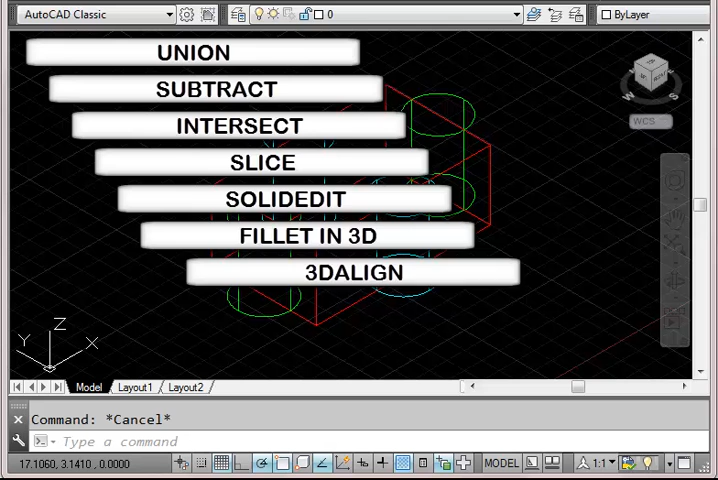 AutoCAD Classic
0
ByLayer
UNION
SUBTRACT
INTERSECT
SLICE
SOLIDEDIT
FILLET IN 3D
3DALIGN
TOP
W
S
WCS
Z
Y
X
Model
Layout1
Layout2
Command: *Cancel*
Type a command
17.1060, 3.1410, 0.0000
MODEL
1:1